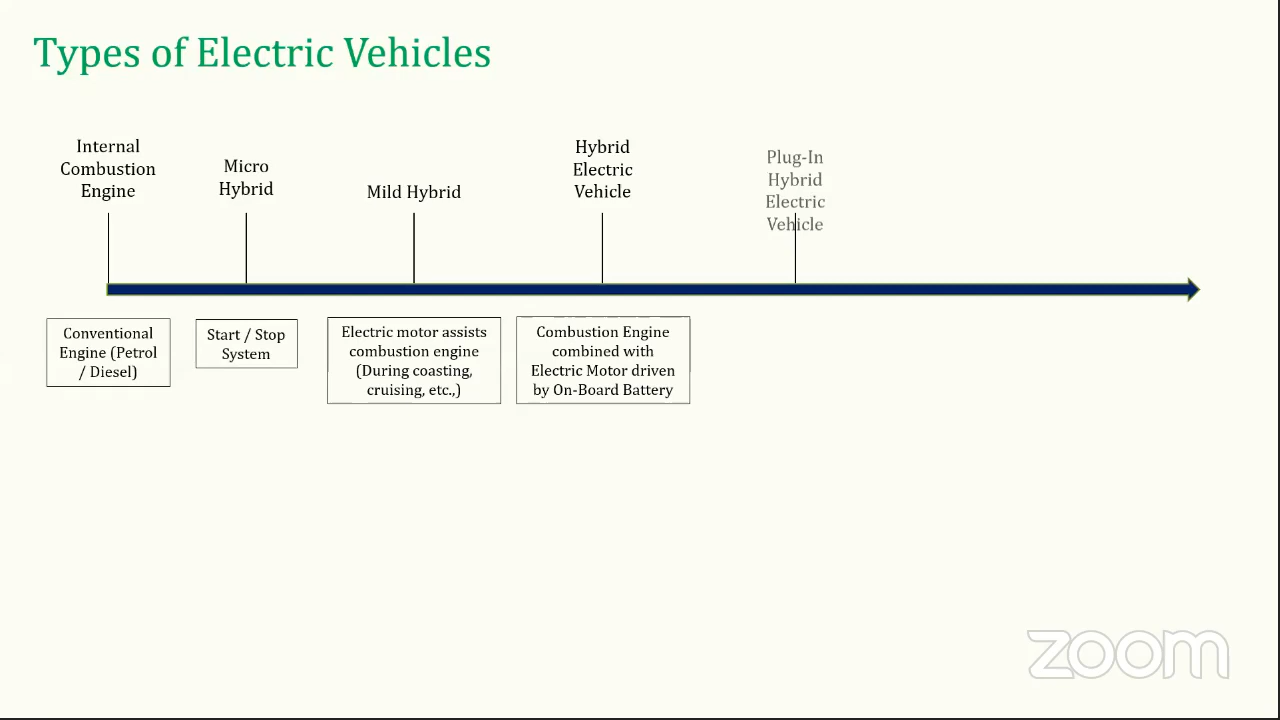 Types of Electric Vehicles
Internal
Combustion
Engine
Micro
Hybrid
Mild Hybrid
Hybrid
Electric
Vehicle
Plug-In
Hybrid
Electric
Vehicle
Conventional
Engine (Petrol
/ Diesel)
Start / Stop
System
Electric motor assists
combustion engine
(During coasting,
cruising, etc.,)
Combustion Engine
combined with
Electric Motor driven
by On-Board Battery
zoom